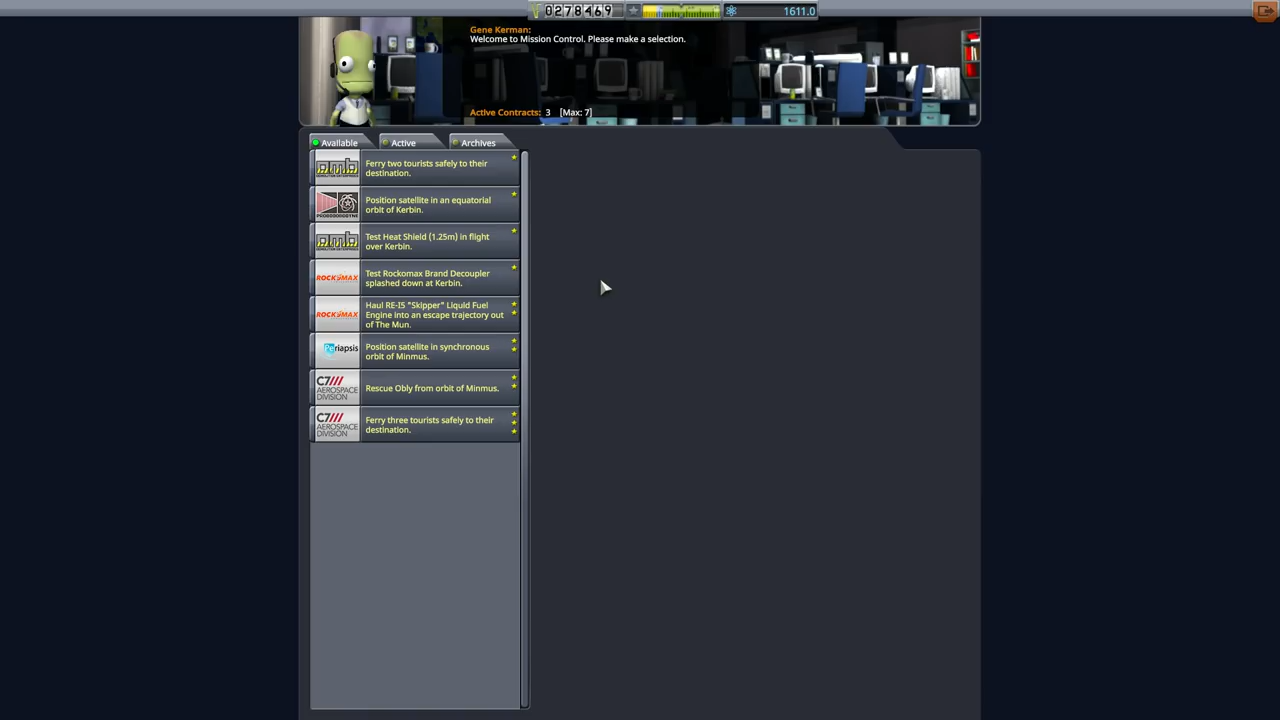 0278469
1611.0
Gene Kerman:
Welcome to Mission Control. Please make a selection.
Active Contracts: 3 [Max: 7]
Available
Active
Archives
Ferry two tourists safely to their
destination.
PROBODOBODYNE
Position satellite in an equatorial
orbit of Kerbin.
Test Heat Shield (1.25m) in flight
over Kerbin.
ROCKOMAX
Test Rockomax Brand Decoupler
splashed down at Kerbin.
ROCKOMAX
Haul RE-I5 "Skipper" Liquid Fuel
Engine into an escape trajectory out
of The Mun.
Periapsis
Position satellite in synchronous
orbit of Minmus.
C7
AEROSPACE
DIVISION
Rescue Obly from orbit of Minmus.
C7
AEROSPACE
DIVISION
Ferry three tourists safely to their
destination.